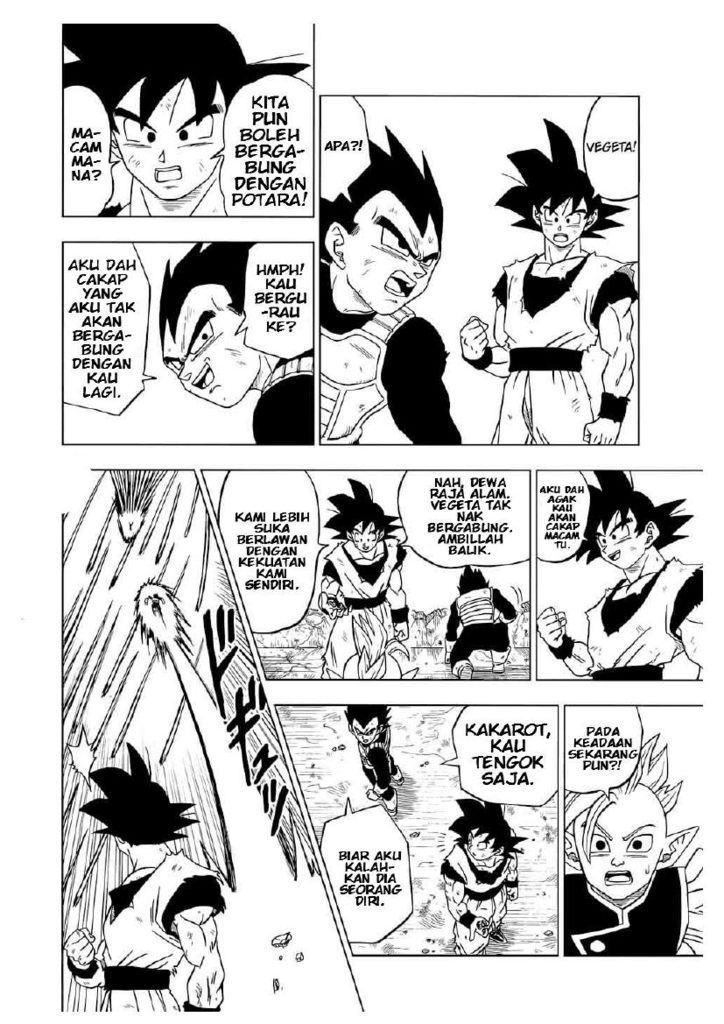 VEGETA!
APA?!
KITA
PUN
BOLEH
BERGA-
BUNG
DENGAN
POTARA!
MA-
CAM
MA-
NA?
HMPH!
KAU
BERGU
-RAU
KE?
AKU DAH
CAKAP
YANG
AKU TAK
AKAN
BERGA-
BUNG
DENGAN
KAU
LAGI.
AKU DAH
AGAK
KAU
AKAN
CAKAP
MACAM
TU.
NAH, DEWA
RAJA ALAM.
VEGETA TAK
NAK
BERGABUNG.
AMBILLAH
BALIK.
KAMI LEBIH
SUKA
BERLAWAN
DENGAN
KEKUATAN
KAMI
SENDIRI.
PADA
KEADAAN
SEKARANG
PUN?!
KAKAROT,
KAU
TENGOK
SAJA.
BIAR AKU
KALAH-
KAN DIA
SEORANG
DIRI.
ドギュッ